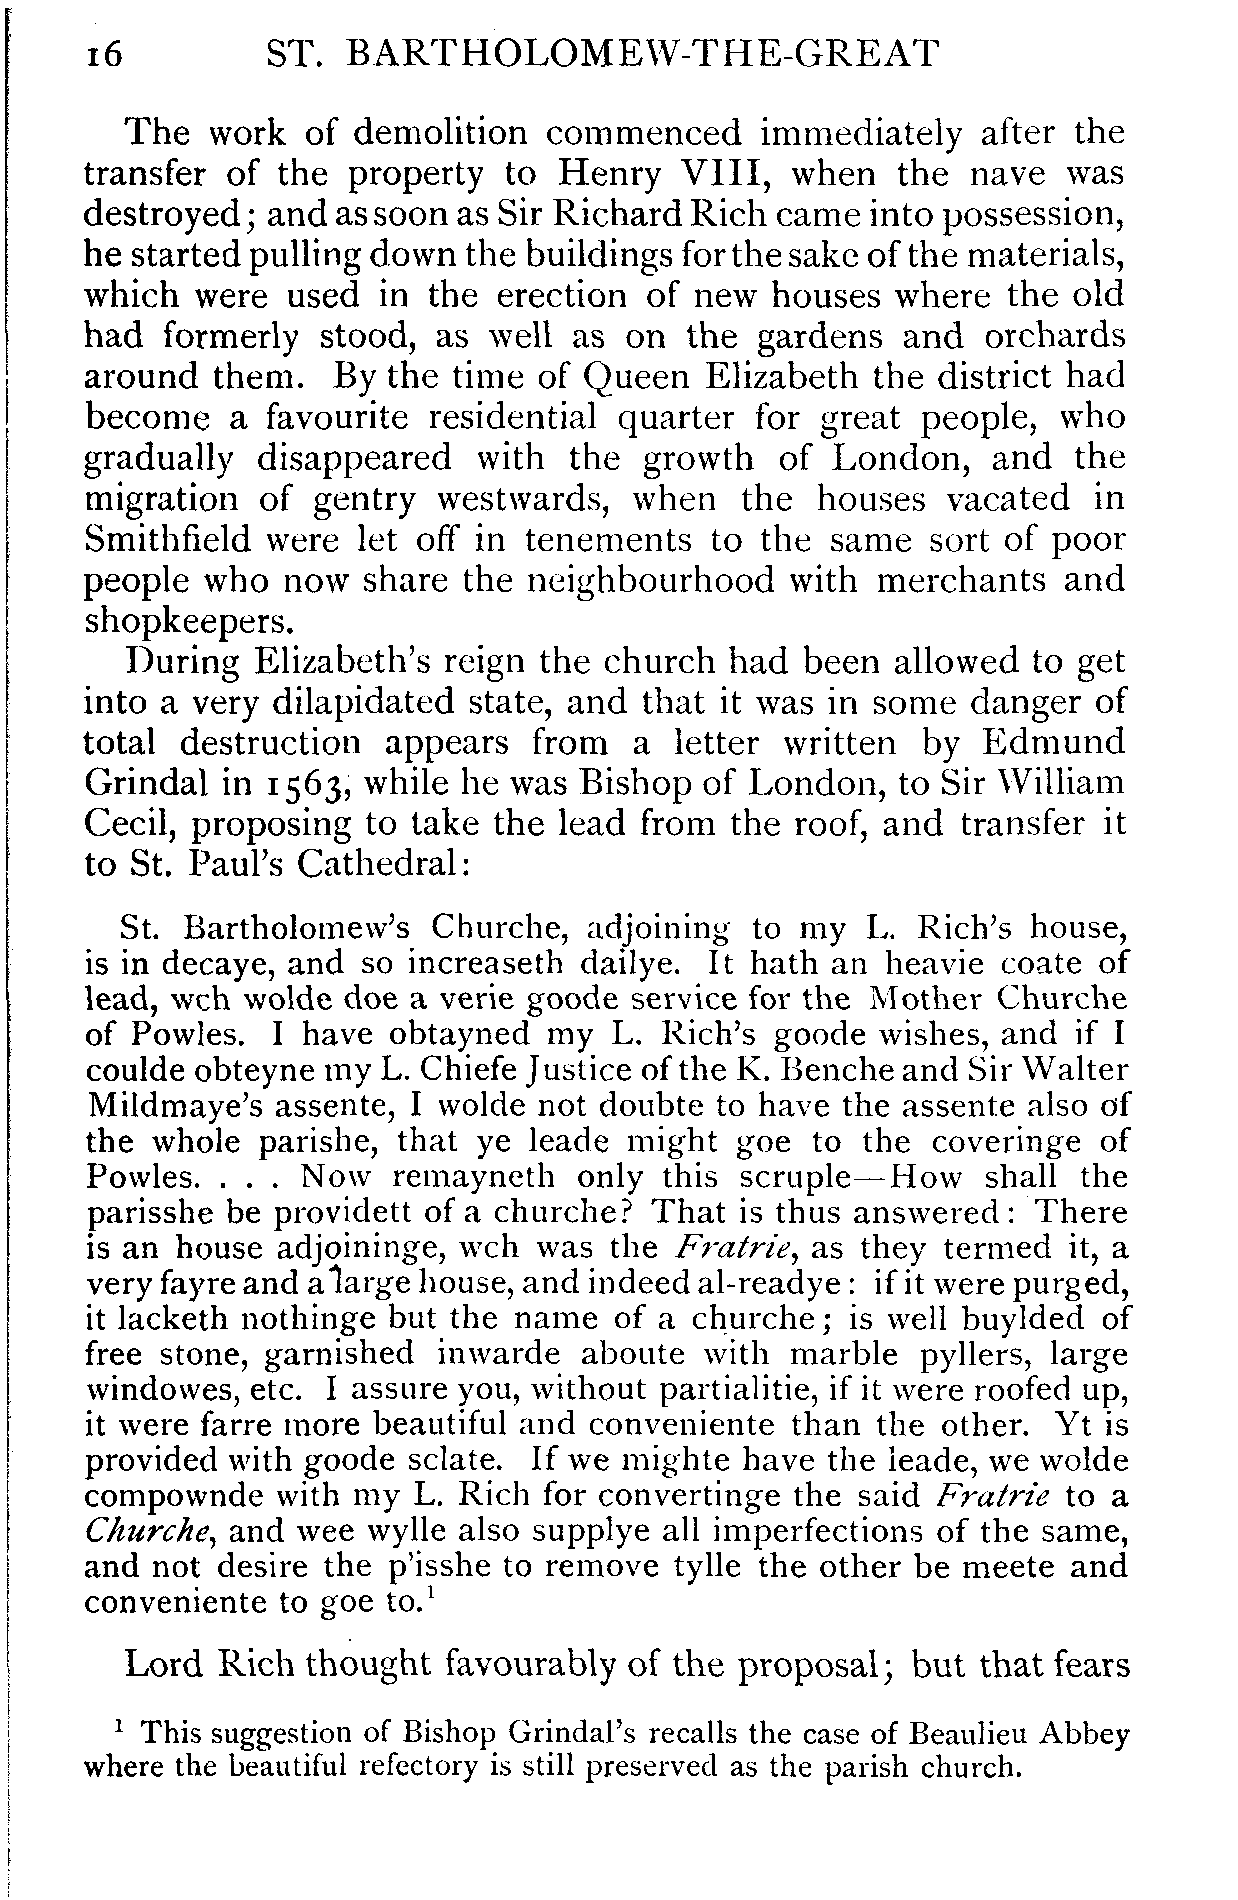 16 ST. BARTHOLOMEW-THE-GREAT
The work of demolition commenced immediately after the
transfer of the property to Henry VIII, when the nave was
destroyed; and as soon as Sir Richard Rich came into possession,
he started pulling down the buildings for the sake of the materials,
which were used in the erection of new houses where the old
had formerly stood, as well as on the gardens and orchards
around them. By the time of Queen Elizabeth the district had
become a favourite residential quarter for great people, who
gradually disappeared with the growth of London, and the
migration of gentry westwards, when the houses vacated in
Smithfield were let off in tenements to the same sort of poor
people who now share the neighbourhood with merchants and
shopkeepers.
During Elizabeth's reign the church had been allowed to get
into a very dilapidated state, and that it was in some danger of
total destruction appears from a letter written by Edmund
Grindal in 1563, while he was Bishop of London, to Sir William
Cecil, proposing to take the lead from the roof, and transfer it
to St. Paul's Cathedral:
St. Bartholomew's Churche, adjoining to my L. Rich's house,
is in decaye, and so increaseth dailye. It hath an heavie coate of
lead, wch wolde doe a verie goode service for the Mother Churche
of Powles. I have obtayned my L. Rich's goode wishes, and if I
coulde obteyne my L. Chiefe Justice of the K. Benche and Sir Walter
Mildmaye's assente, I wolde not doubte to have the assente also of
the whole parishe, that ye leade might goe to the coveringe of
Powles. . . . Now remayneth only this scruple—How shall the
parisshe be providett of a churche? That is thus answered: There
is an house adjoininge, wch was the Fratrie, as they termed it, a
very fayre and a large house, and indeed al-readye: if it were purged,
it lacketh nothinge but the name of a churche; is well buylded of
free stone, garnished inwarde aboute with marble pyllers, large
windowes, etc. I assure you, without partialitie, if it were roofed up,
it were farre more beautiful and conveniente than the other. Yt is
provided with goode sclate. If we mighte have the leade, we wolde
compownde with my L. Rich for convertinge the said Fratrie to a
Churche, and wee wylle also supplye all imperfections of the same,
and not desire the p'isshe to remove tylle the other be meete and
conveniente to goe to.¹
Lord Rich thought favourably of the proposal; but that fears
¹ This suggestion of Bishop Grindal's recalls the case of Beaulieu Abbey
where the beautiful refectory is still preserved as the parish church.